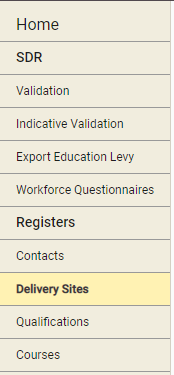 Home
SDR
Validation
Indicative Validation
Export Education Levy
Workforce Questionnaires
Registers
Contacts
Delivery Sites
Qualifications
Courses